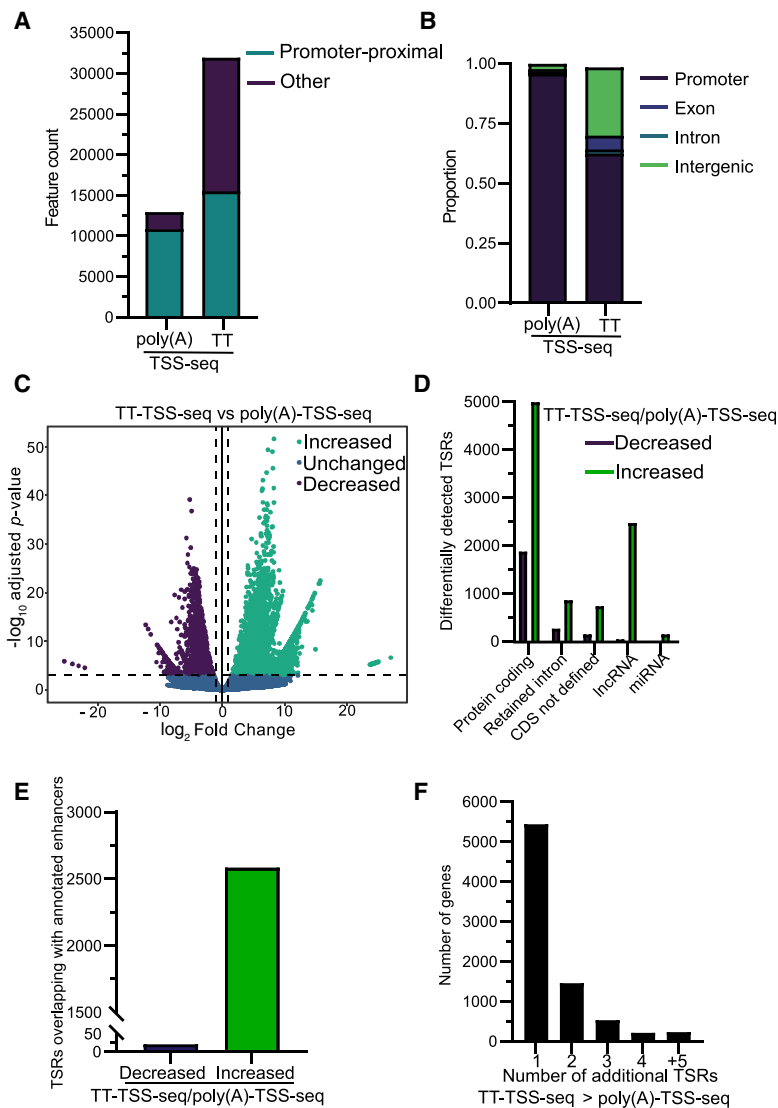 A
35000
30000
25000
20000
15000
10000
5000
0
Feature count
Promoter-proximal
Other
poly(A) TT
TSS-seq
B
1.00
0.75
0.50
0.25
0.00
Proportion
Promoter
Exon
Intron
Intergenic
poly(A) TT
TSS-seq
C
TT-TSS-seq vs poly(A)-TSS-seq
50
40
30
20
10
0
-log10 adjusted p-value
Increased
Unchanged
Decreased
- 20 - 10 0 10 20
log2 Fold Change
D
5000
4000
3000
2000
1000
0
Differentially detected TSRs
TT-TSS-seq/poly(A)-TSS-seq
Decreased
Increased
Protein coding
Retained intron
CDS not defined
lncRNA
miRNA
E
3000
2500
2000
1500
50
0
TSRs overlapping with annotated enhancers
Decreased Increased
TT-TSS-seq/poly(A)-TSS-seq
F
6000
5000
4000
3000
2000
1000
0
Number of genes
1 2 3 4 +5
Number of additional TSRs
TT-TSS-seq > poly(A)-TSS-seq